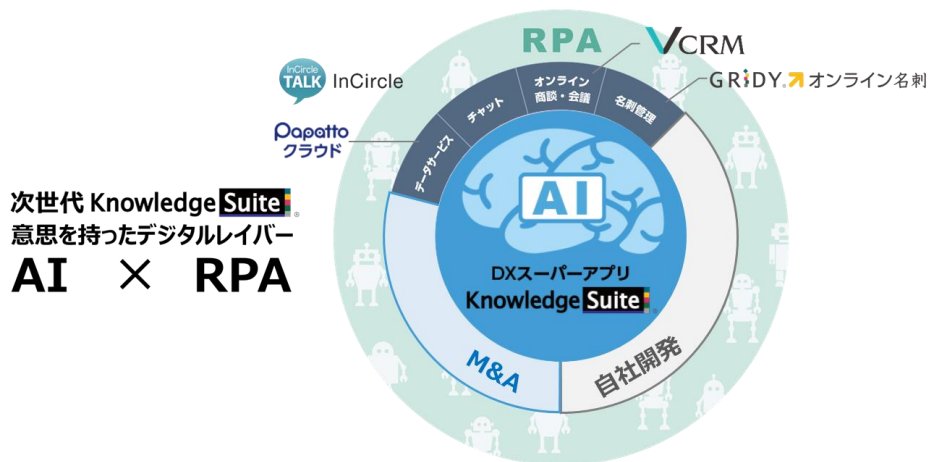 RPA
VCRM
GRiDY. オンライン名刺
InCircle
TALK
InCircle
Papatto
クラウド
データサービス
チャット
オンライン
商談・会議
名刺管理
次世代 Knowledge Suite ®
意思を持ったデジタルレイバー
AI × RPA
AI
DXスーパーアプリ
Knowledge Suite ®
M&A
自社開発